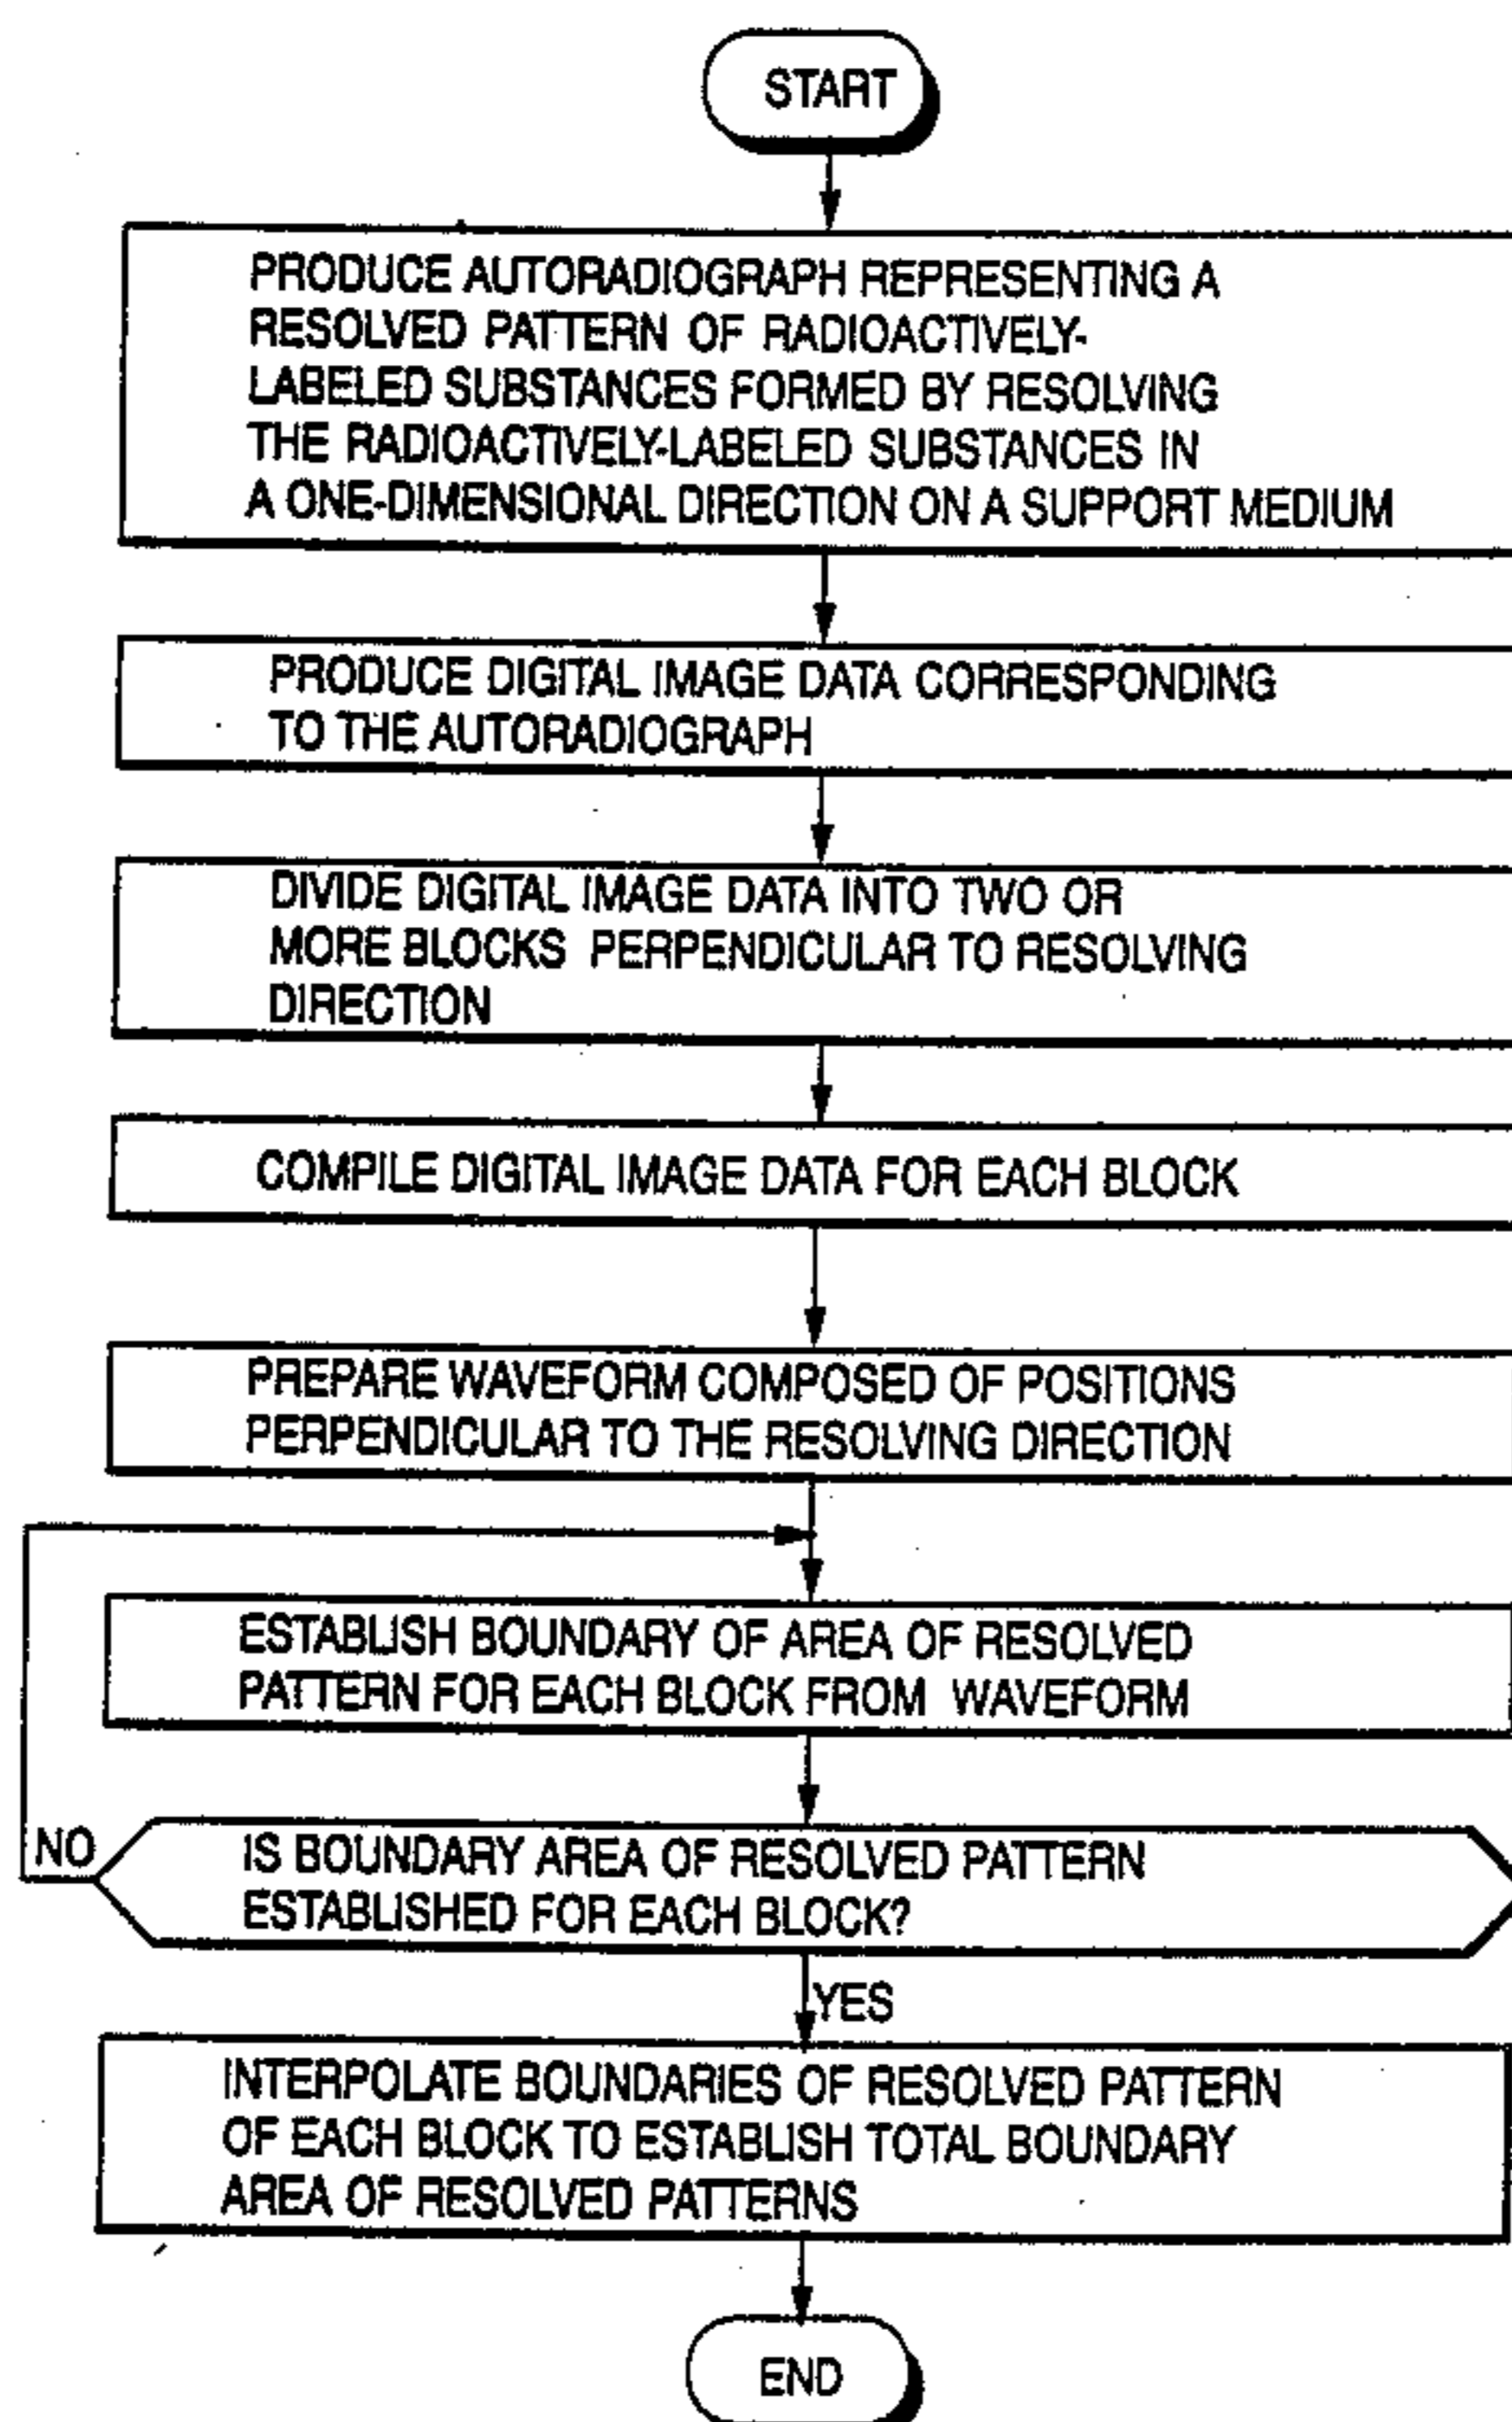 START
PRODUCE AUTORADIOGRAPH REPRESENTING A
RESOLVED PATTERN OF RADIOACTIVELY-
LABELED SUBSTANCES FORMED BY RESOLVING
THE RADIOACTIVELY-LABELED SUBSTANCES IN
A ONE-DIMENSIONAL DIRECTION ON A SUPPORT MEDIUM
PRODUCE DIGITAL IMAGE DATA CORRESPONDING
TO THE AUTORADIOGRAPH
DIVIDE DIGITAL IMAGE DATA INTO TWO OR
MORE BLOCKS PERPENDICULAR TO RESOLVING
DIRECTION
COMPILE DIGITAL IMAGE DATA FOR EACH BLOCK
PREPARE WAVEFORM COMPOSED OF POSITIONS
PERPENDICULAR TO THE RESOLVING DIRECTION
ESTABLISH BOUNDARY OF AREA OF RESOLVED
PATTERN FOR EACH BLOCK FROM WAVEFORM
NO
IS BOUNDARY AREA OF RESOLVED PATTERN
ESTABLISHED FOR EACH BLOCK?
YES
INTERPOLATE BOUNDARIES OF RESOLVED PATTERN
OF EACH BLOCK TO ESTABLISH TOTAL BOUNDARY
AREA OF RESOLVED PATTERNS
END